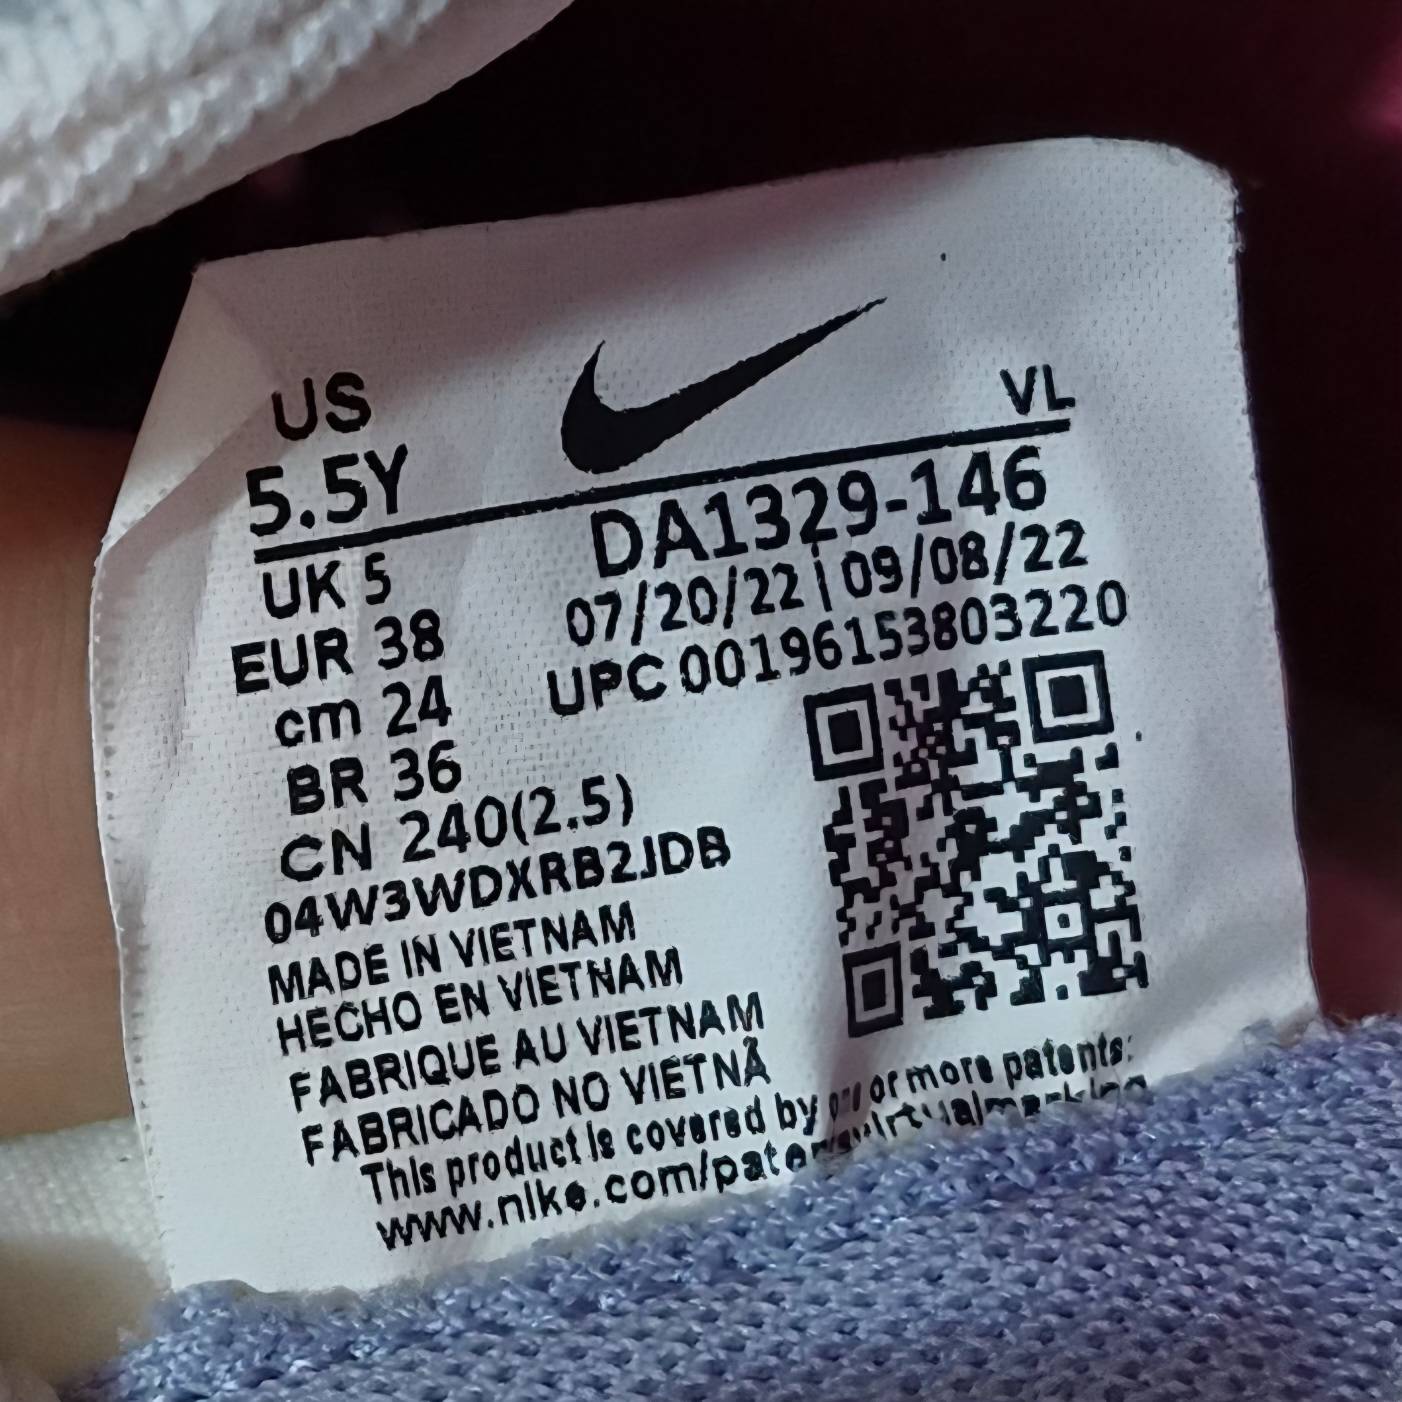 US
5.5Y
VL
UK 5
EUR 38
cm 24
BR 36
CN 240(2.5)
DA1329-146
07/20/22 | 09/08/22
UPC 00196153803220
04W3WDXRB2JDB
MADE IN VIETNAM
HECHO EN VIETNAM
FABRIQUE AU VIETNAM
FABRICADO NO VIETNÃ
This product is covered by or more patents:
www.nike.com/